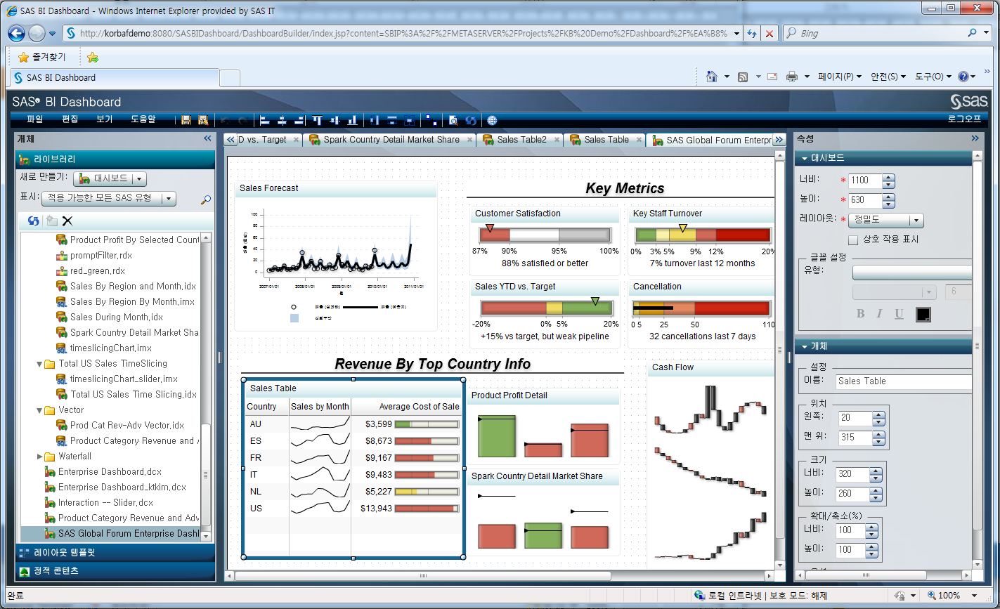 SAS BI Dashboard - Windows Internet Explorer provided by SAS IT
http://korbafdemo:8080/SASBIDashboard/DashboardBuilder/index.jsp?content=SBIP%3A%2F%2FMETASERVER%2FProjects%2FKB%20Demo%2FDashboard%2F%EA%B8%
Bing
즐겨찾기
SAS BI Dashboard
페이지(P) 안전(S) 도구(O)
SAS® BI Dashboard
sas
파일 편집 보기 도움말
로그오프
개체
라이브러리
새로 만들기: 대시보드
표시: 적용 가능한 모든 SAS 유형
Product Profit By Selected Count
promptFilter.rdx
red_green.rdx
Sales By Region and Month.idx
Sales By Region By Month.imx
Sales During Month.idx
Spark Country Detail Market Sha
timeslicingChart.imx
Total US Sales TimeSlicing
timeslicingChart_slider.imx
Total US Sales Time Slicing.idx
Vector
Prod Cat Rev-Adv Vector.idx
Product Category Revenue and
Waterfall
Enterprise Dashboard.dcx
Enterprise Dashboard_ktkim.dcx
Interaction -- Slider.dcx
Product Category Revenue and Adv
SAS Global Forum Enterprise Dashl
레이아웃 템플릿
정적 콘텐츠
D vs. Target
Spark Country Detail Market Share
Sales Table2
Sales Table
SAS Global Forum Enterpr
Sales Forecast
100
80
60
40
20
0
2007/01/01 2008/01/01 2009/01/01 2010/01/01 2011/01/01
월
Key Metrics
Customer Satisfaction
87% 90% 95% 100%
88% satisfied or better
Key Staff Turnover
0% 3% 5% 9% 12% 20%
7% turnover last 12 months
Sales YTD vs. Target
-20% 0% 5% 20%
+15% vs target, but weak pipeline
Cancellation
0 5 25 50 110
32 cancellations last 7 days
Revenue By Top Country Info
Sales Table
Country Sales by Month Average Cost of Sale
AU $3,599
ES $8,673
FR $9,167
IT $9,483
NL $5,227
US $13,943
Product Profit Detail
Spark Country Detail Market Share
Cash Flow
속성
대시보드
너비: * 1100
높이: * 630
레이아웃: * 정밀도
상호 작용 표시
글꼴 설정
유형:
6
B I U
개체
설정
이름: Sales Table
위치
왼쪽: 20
맨 위: 315
크기
너비: 320
높이: 260
확대/축소(%)
너비: 100
높이: 100
완료
로컬 인트라넷 | 보호 모드: 해제
100%